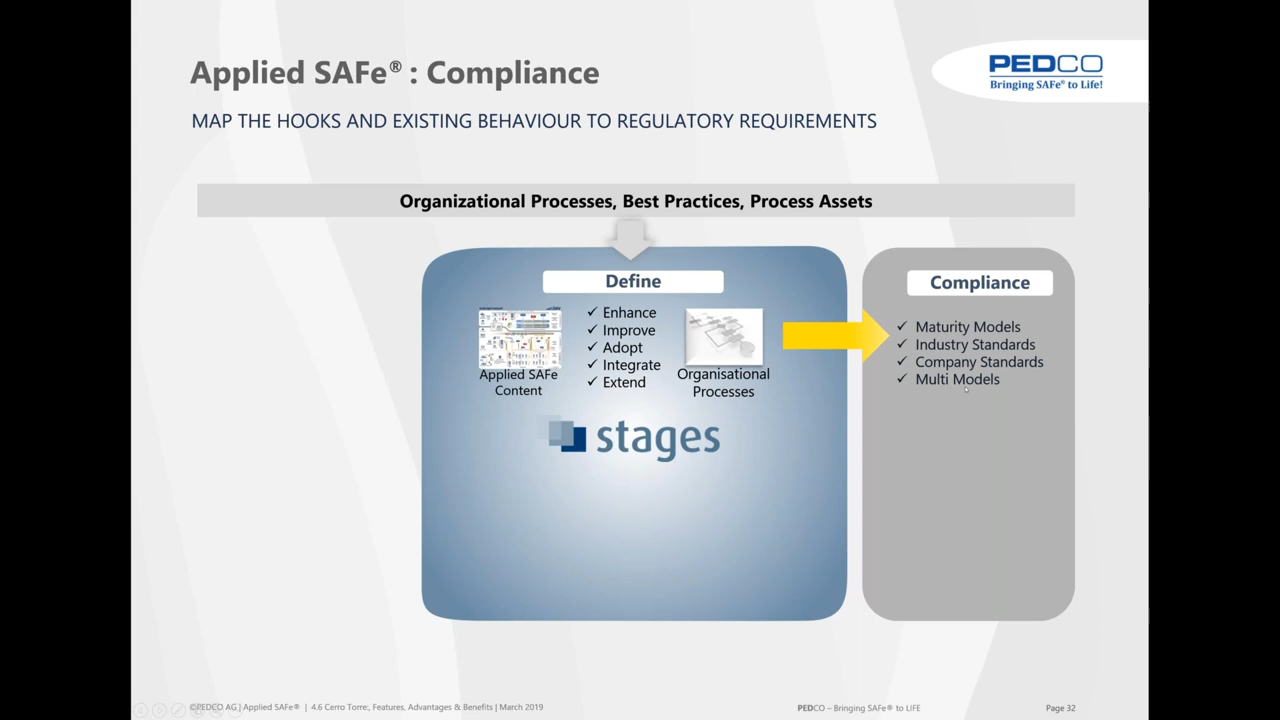 Applied SAFe® : Compliance
PEDCO
Bringing SAFe® to Life!
MAP THE HOOKS AND EXISTING BEHAVIOUR TO REGULATORY REQUIREMENTS
Organizational Processes, Best Practices, Process Assets
Define
✓ Enhance
✓ Improve
✓ Adopt
✓ Integrate
✓ Extend
Applied SAFe
Content
Organisational
Processes
stages
Compliance
✓ Maturity Models
✓ Industry Standards
✓ Company Standards
✓ Multi Models
©PEDCO AG | Applied SAFe® | 4.6 Cerro Torre:, Features, Advantages & Benefits | March 2019
PEDCO – Bringing SAFe® to LIFE
Page 32